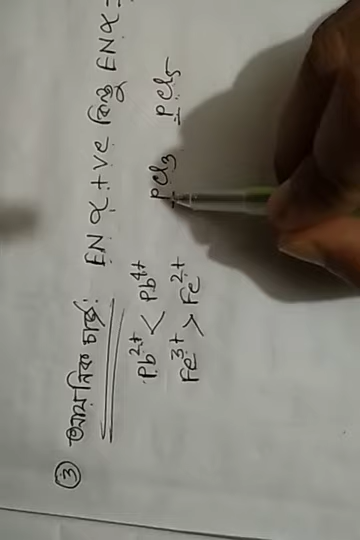 ③ আয়নিক চার্জ: EN ∝ +ve কিন্তু EN ∝
Pb²⁺ < Pb⁴⁺ PCl₃ PCl₅
Fe³⁺ > Fe²⁺